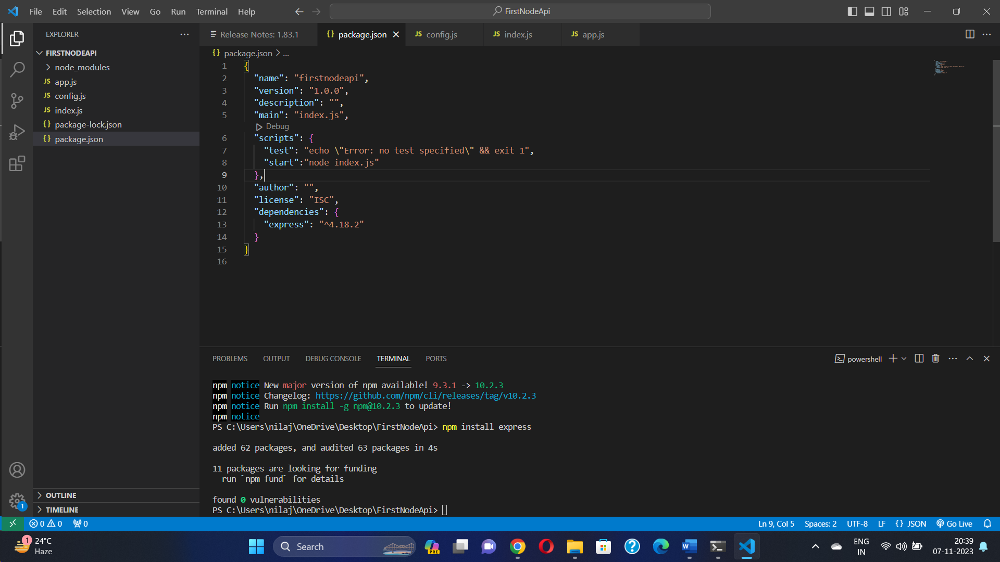 File Edit Selection View Go Run Terminal Help
FirstNodeApi
EXPLORER
Release Notes: 1.83.1
package.json
JS config.js
JS index.js
JS app.js
FIRSTNODEAPI
node_modules
JS app.js
JS config.js
JS index.js
{} package-lock.json
{} package.json
{} package.json > ...
1 {
2 "name": "firstnodeapi",
3 "version": "1.0.0",
4 "description": "",
5 "main": "index.js",
Debug
6 "scripts": {
7 "test": "echo \"Error: no test specified\" && exit 1",
8 "start":"node index.js"
9 },
10 "author": "",
11 "license": "ISC",
12 "dependencies": {
13 "express": "^4.18.2"
14 }
15 }
16
PROBLEMS OUTPUT DEBUG CONSOLE TERMINAL PORTS
powershell
npm notice New major version of npm available! 9.3.1 -> 10.2.3
npm notice Changelog: https://github.com/npm/cli/releases/tag/v10.2.3
npm notice Run npm install -g npm@10.2.3 to update!
npm notice
PS C:\Users\nilaj\OneDrive\Desktop\FirstNodeApi> npm install express
added 62 packages, and audited 63 packages in 4s
11 packages are looking for funding
run `npm fund` for details
found 0 vulnerabilities
PS C:\Users\nilaj\OneDrive\Desktop\FirstNodeApi>
OUTLINE
TIMELINE
1
0 0 0
Ln 9, Col 5 Spaces: 2 UTF-8 LF {} JSON Go Live
1
24°C
Haze
Search
PRE
ENG
IN
20:39
07-11-2023